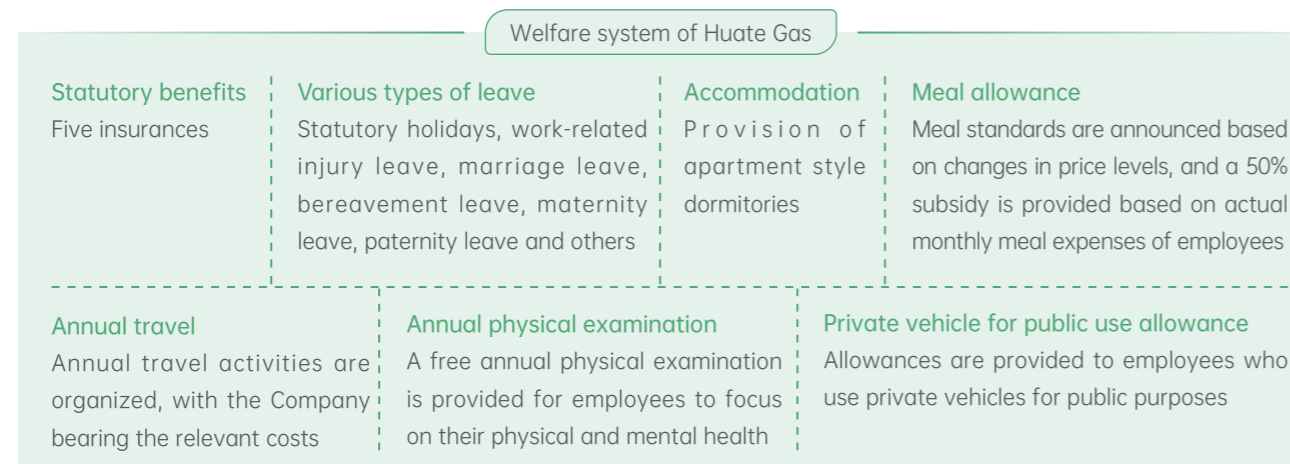 Welfare system of Huate Gas
Statutory benefits
Five insurances
Various types of leave
Statutory holidays, work-related
injury leave, marriage leave,
bereavement leave, maternity
leave, paternity leave and others
Accommodation
Provision of
apartment style
dormitories
Meal allowance
Meal standards are announced based
on changes in price levels, and a 50%
subsidy is provided based on actual
monthly meal expenses of employees
Annual travel
Annual travel activities are
organized, with the Company
bearing the relevant costs
Annual physical examination
A free annual physical examination
is provided for employees to focus
on their physical and mental health
Private vehicle for public use allowance
Allowances are provided to employees who
use private vehicles for public purposes